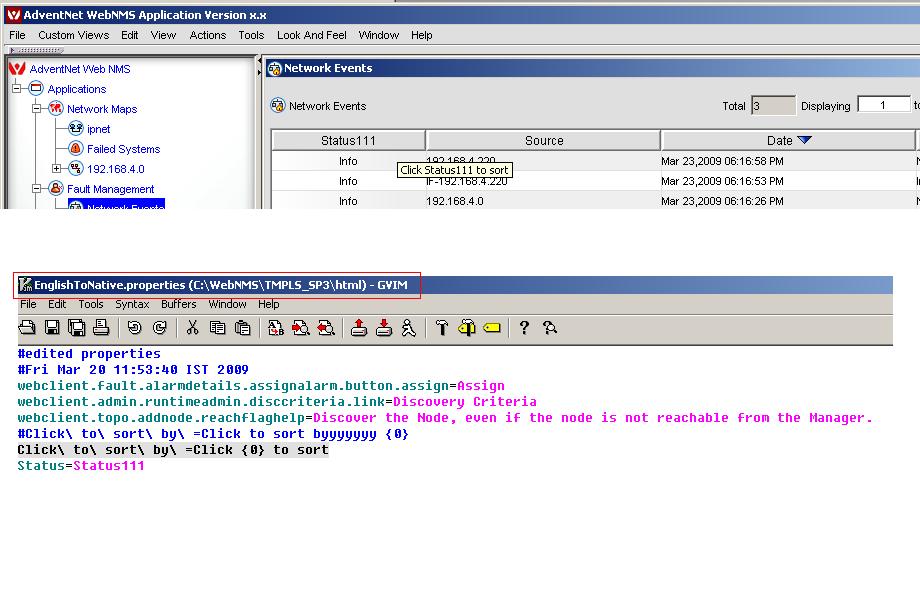 AdventNet WebNMS Application Version x.x
File Custom Views Edit View Actions Tools Look And Feel Window Help
AdventNet Web NMS
Applications
Network Maps
ipnet
Failed Systems
192.168.4.0
Fault Management
Network Events
Network Events
Network Events Total 3 Displaying 1 to
Status111 Source Date
Info 192.168.4.220 Mar 23,2009 06:16:58 PM
Click Status111 to sort
Info IF-192.168.4.220 Mar 23,2009 06:16:53 PM
Info 192.168.4.0 Mar 23,2009 06:16:26 PM
EnglishToNative.properties (C:\WebNMS\TMPLS_SP3\html) - GVIM
File Edit Tools Syntax Buffers Window Help
#edited properties
#Fri Mar 20 11:53:40 IST 2009
webclient.fault.alarmdetails.assignalarm.button.assign=Assign
webclient.admin.runtimeadmin.disccriteria.link=Discovery Criteria
webclient.topo.addnode.reachflaghelp=Discover the Node, even if the node is not reachable from the Manager.
#Click\ to\ sort\ by\ =Click to sort byyyyyyy {0}
Click\ to\ sort\ by\ =Click {0} to sort
Status=Status111